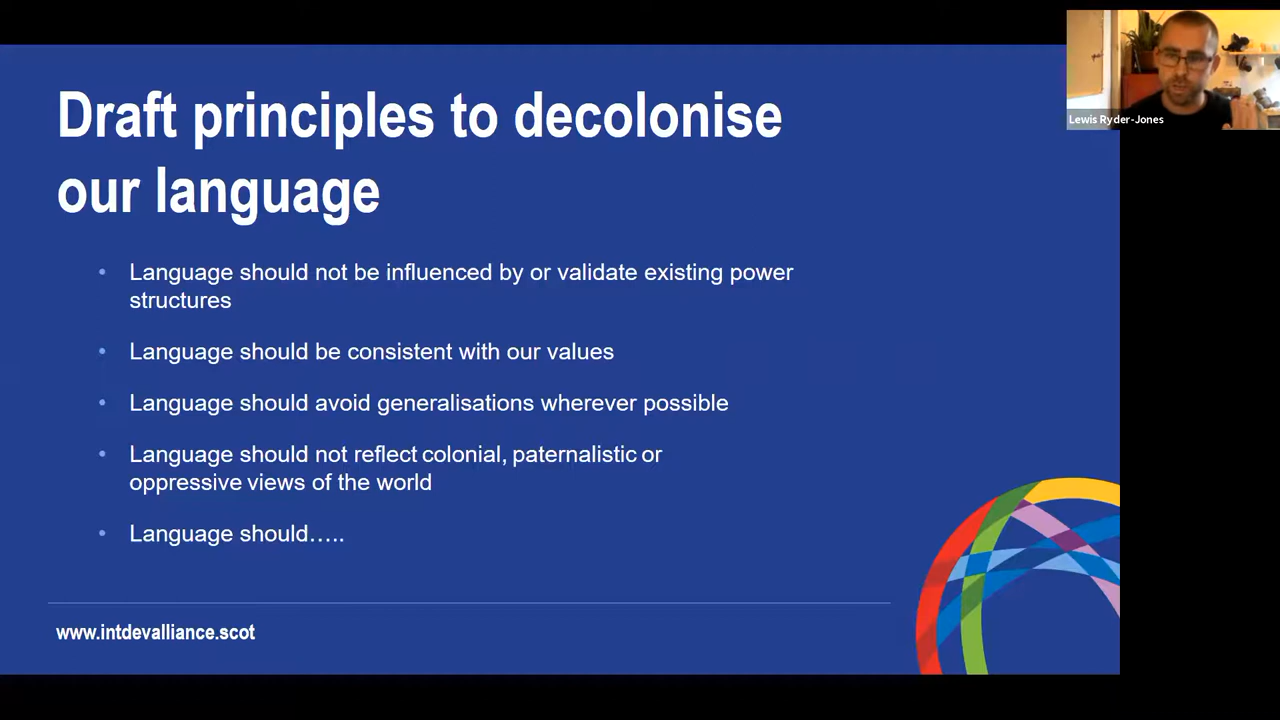 Draft principles to decolonise
our language
• Language should not be influenced by or validate existing power
structures
• Language should be consistent with our values
• Language should avoid generalisations wherever possible
• Language should not reflect colonial, paternalistic or
oppressive views of the world
• Language should…..
www.intdevalliance.scot
Lewis Ryder-Jones